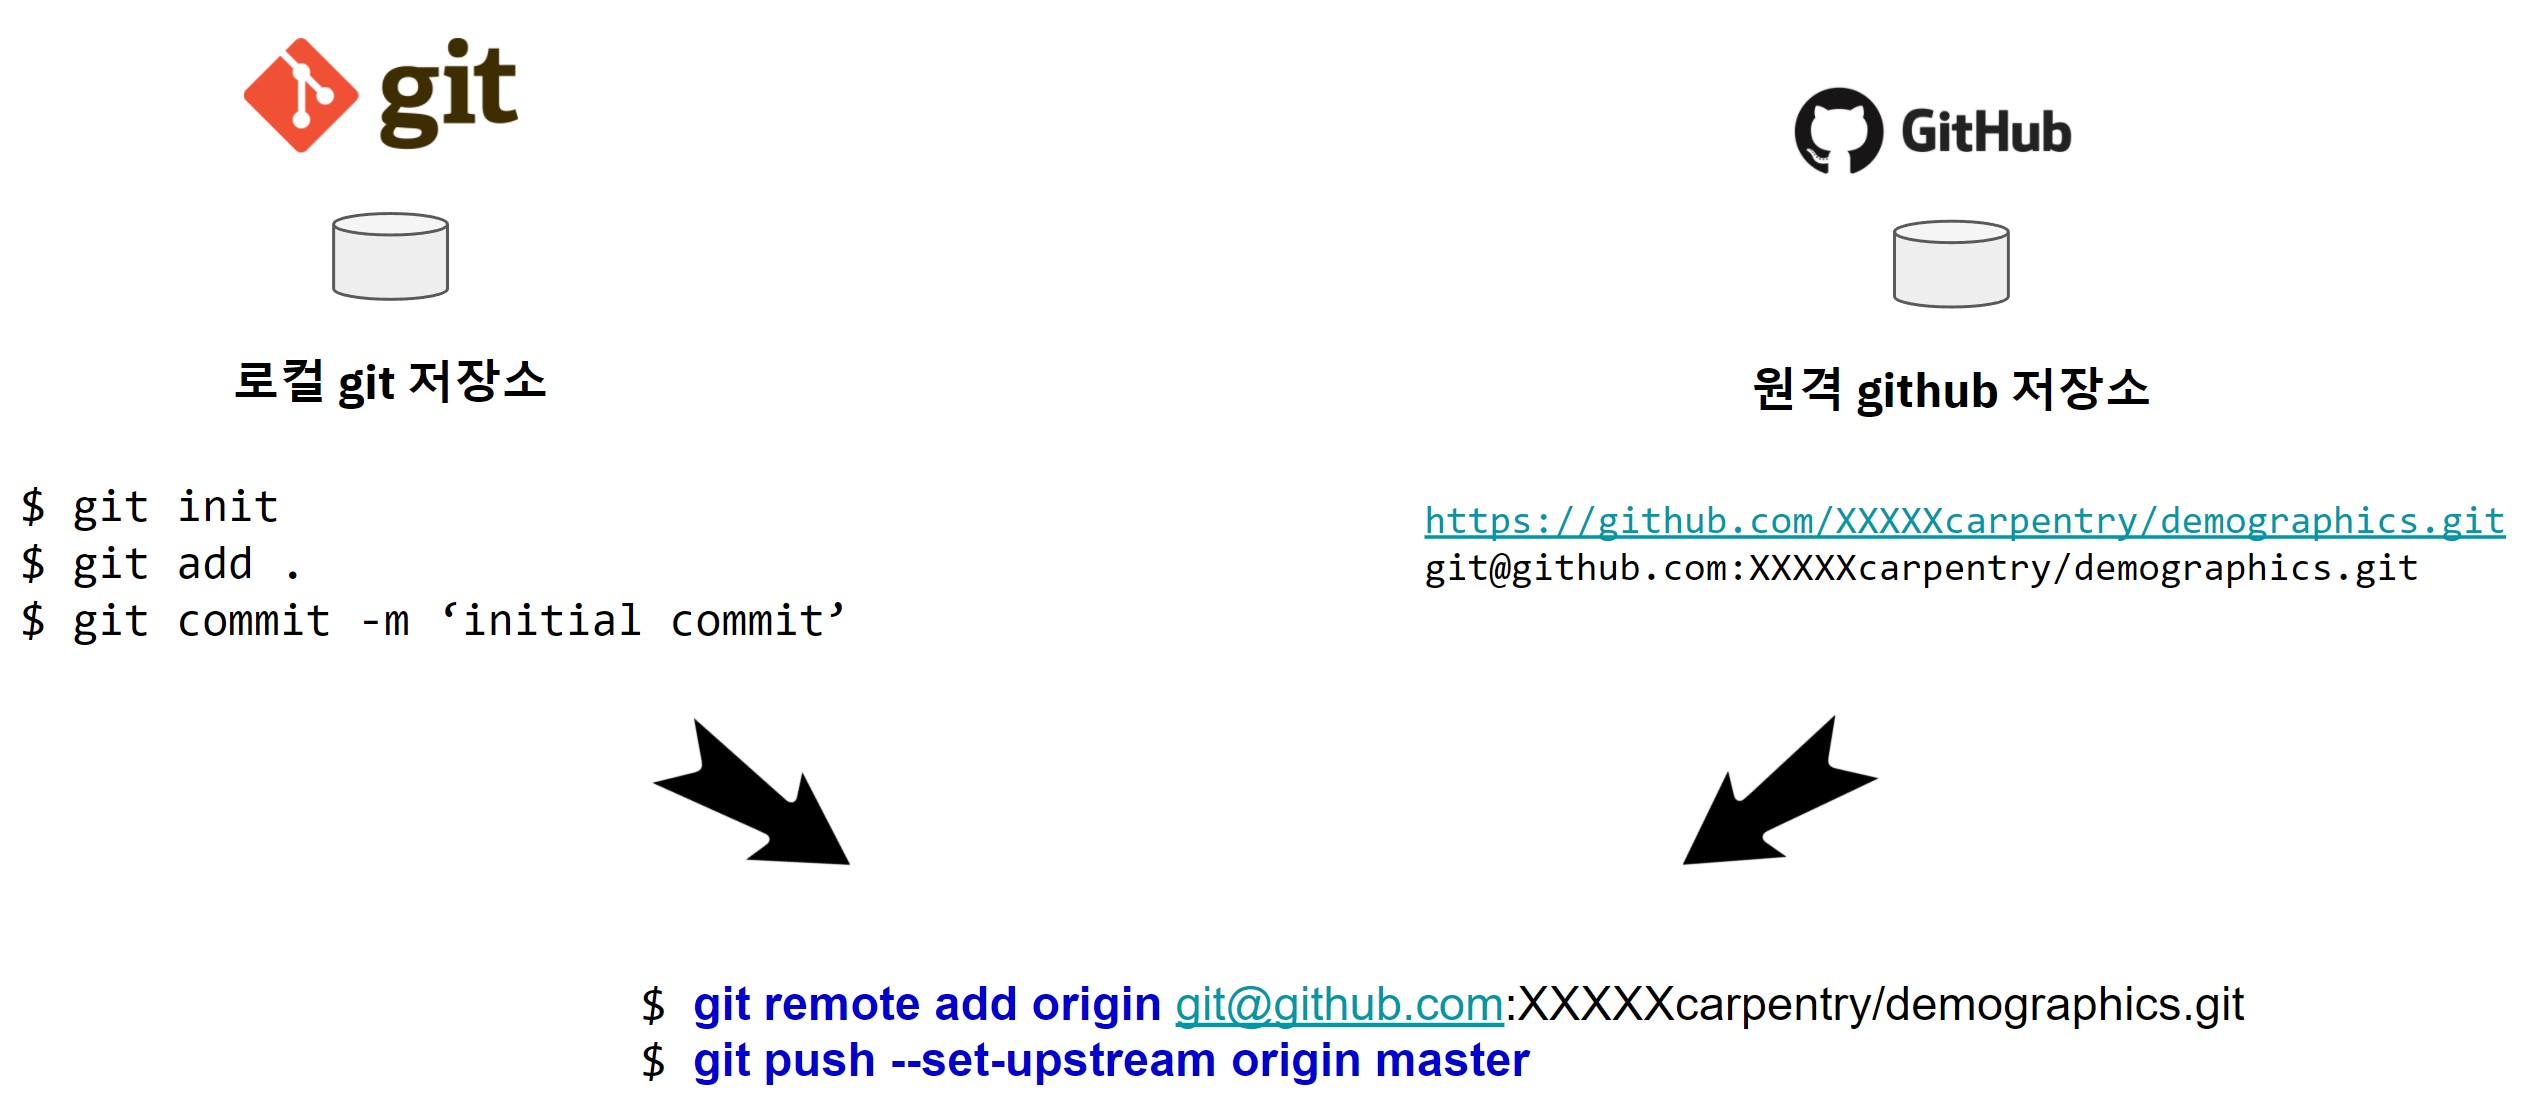 git
GitHub
로컬 git 저장소
원격 github 저장소
$ git init
$ git add .
$ git commit -m ‘initial commit’
https://github.com/XXXXXcarpentry/demographics.git
git@github.com:XXXXXcarpentry/demographics.git
$ git remote add origin git@github.com:XXXXXcarpentry/demographics.git
$ git push --set-upstream origin master